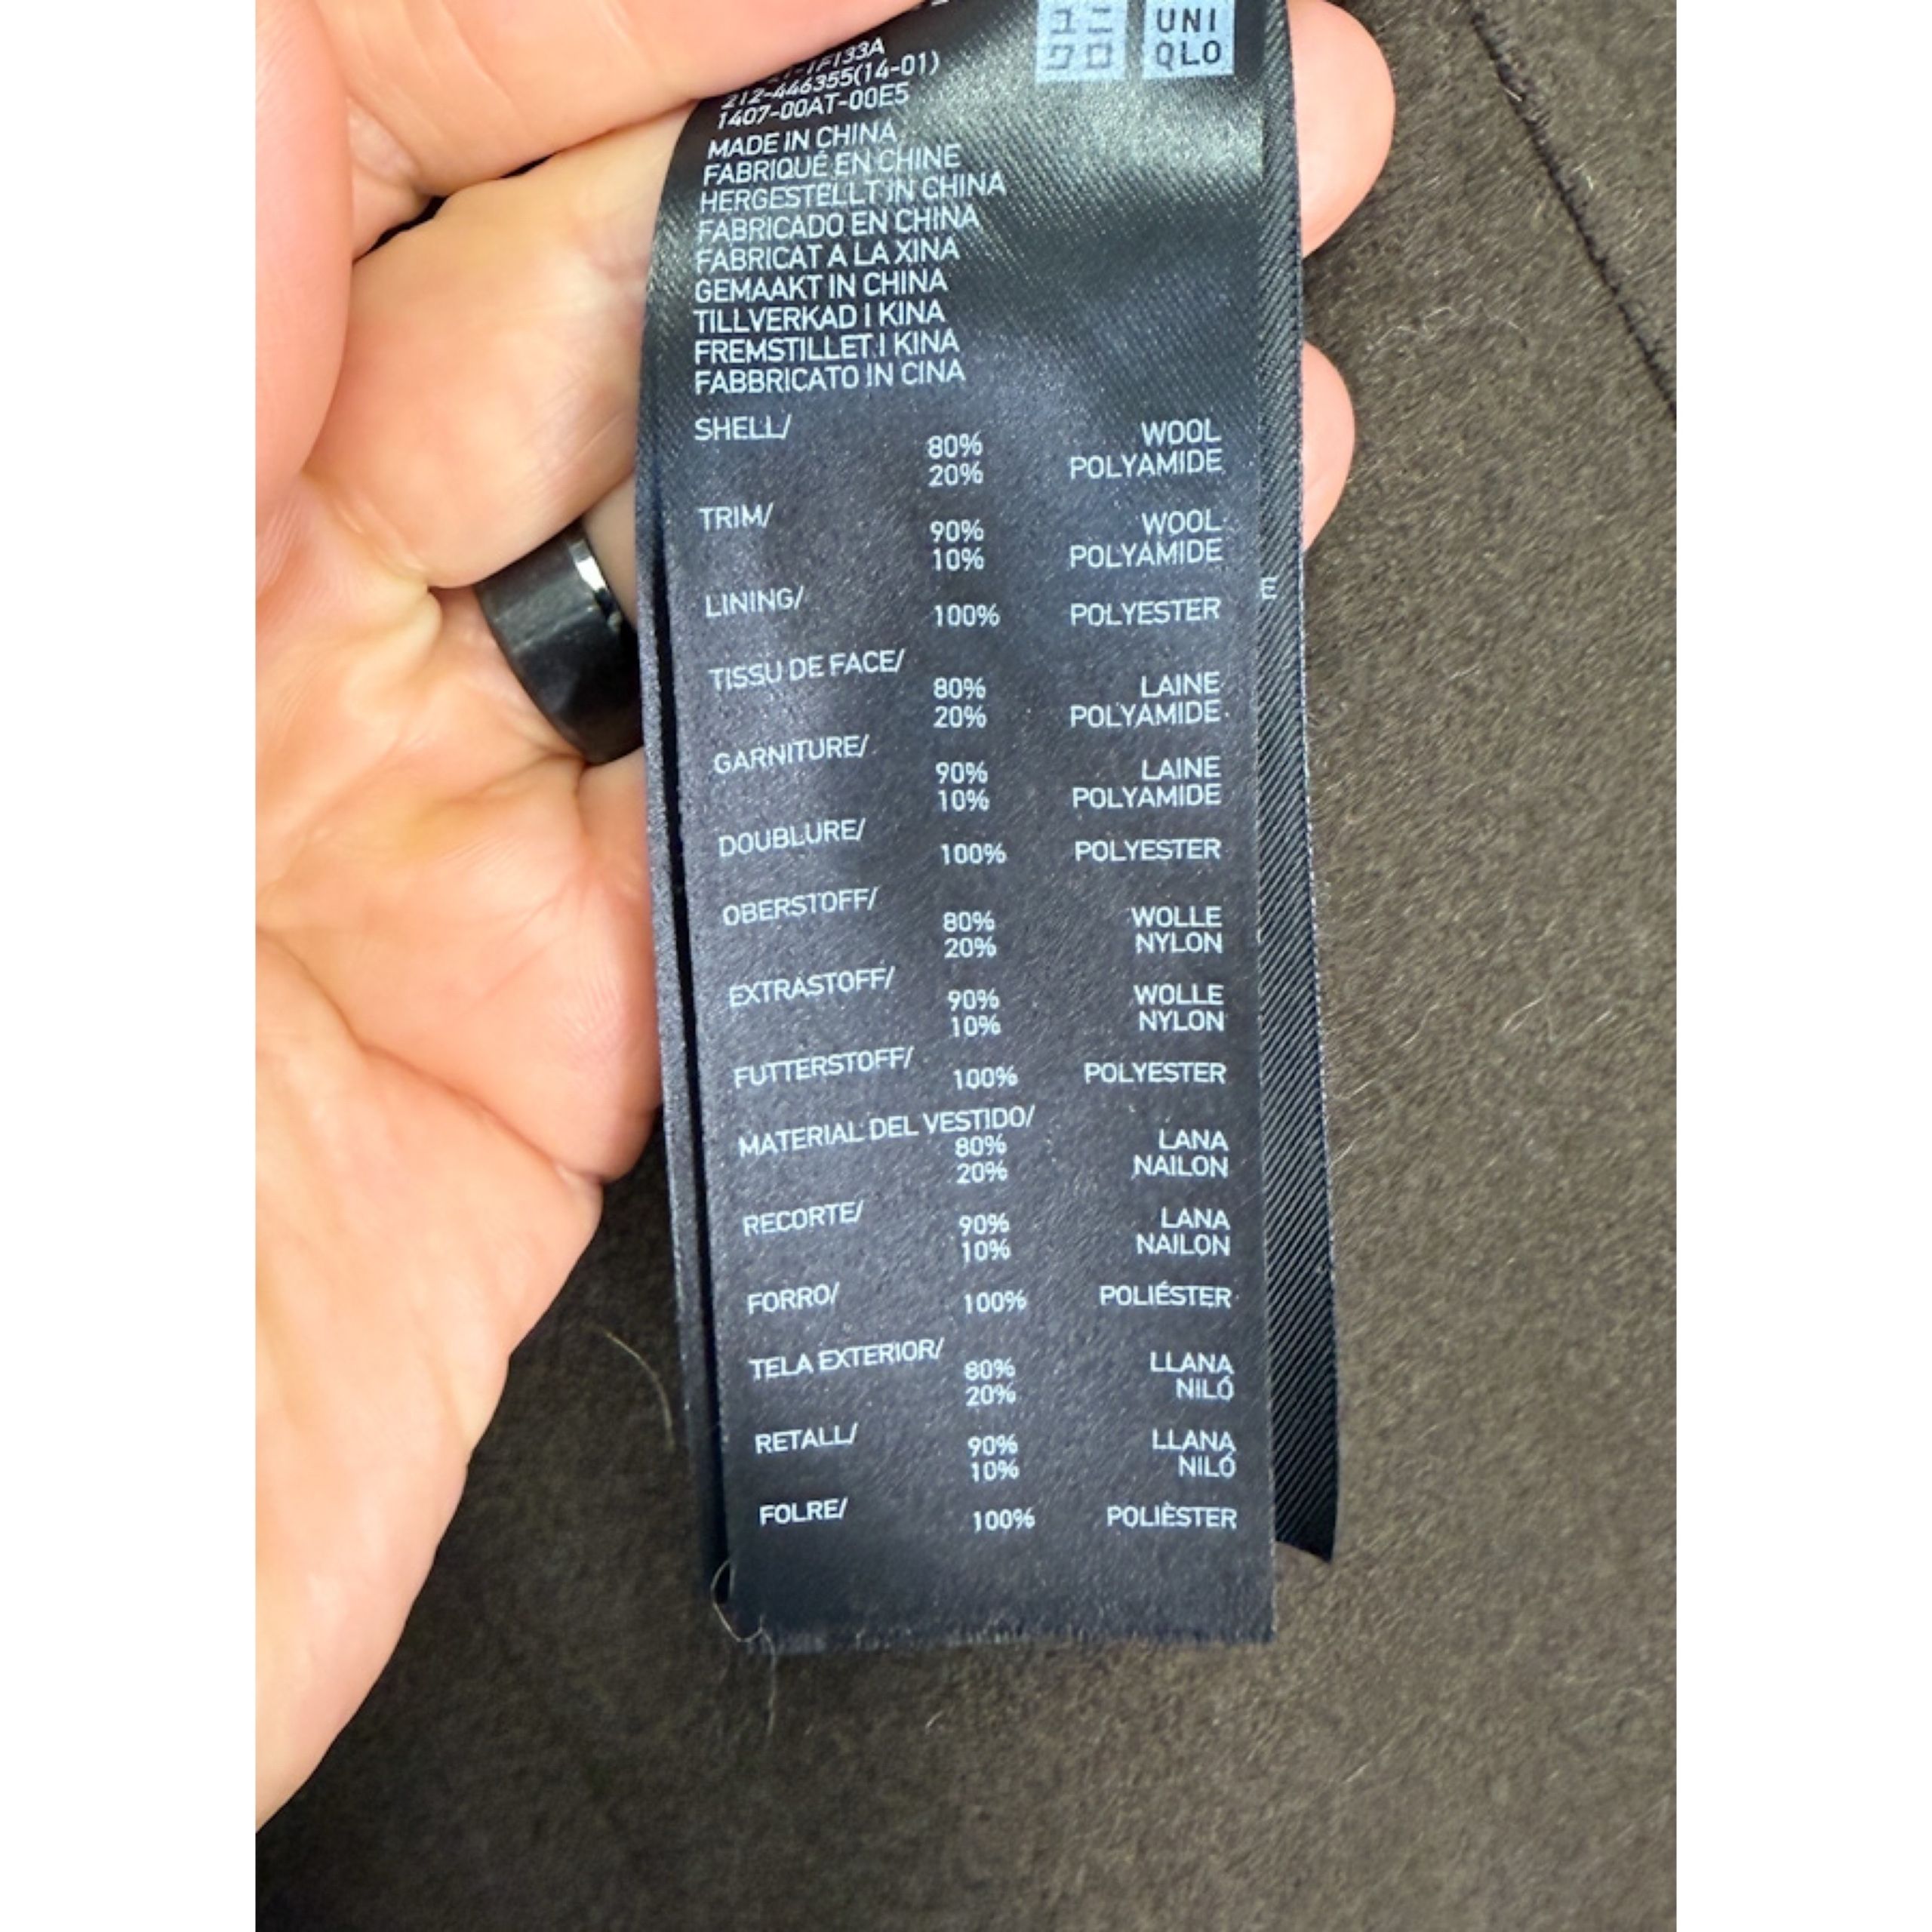 ユニ
クロ
UNI
QLO
212-446355(14-01)
1407-00AT-00E5
MADE IN CHINA
FABRIQUÉ EN CHINE
HERGESTELLT IN CHINA
FABRICADO EN CHINA
FABRICAT A LA XINA
GEMAAKT IN CHINA
TILLVERKAD I KINA
FREMSTILLET I KINA
FABBRICATO IN CINA
SHELL/
80% WOOL
20% POLYAMIDE
TRIM/
90% WOOL
10% POLYAMIDE
LINING/
100% POLYESTER
E
TISSU DE FACE/
80% LAINE
20% POLYAMIDE
GARNITURE/
90% LAINE
10% POLYAMIDE
DOUBLURE/
100% POLYESTER
OBERSTOFF/
80% WOLLE
20% NYLON
EXTRASTOFF/
90% WOLLE
10% NYLON
FUTTERSTOFF/
100% POLYESTER
MATERIAL DEL VESTIDO/
80% LANA
20% NAILON
RECORTE/
90% LANA
10% NAILON
FORRO/
100% POLIÉSTER
TELA EXTERIOR/
80% LLANA
20% NILÓ
RETALL/
90% LLANA
10% NILÓ
FOLRE/
100% POLIÈSTER